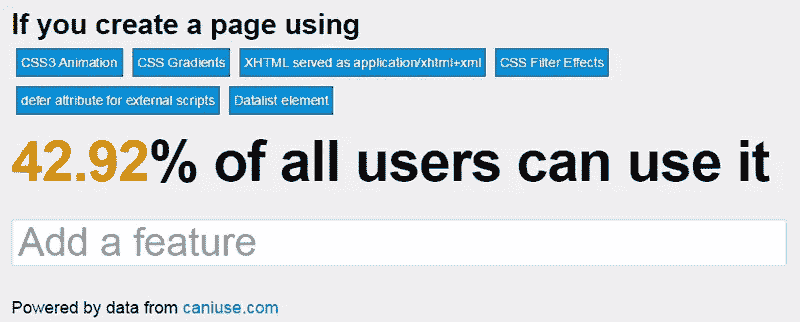 If you create a page using
CSS3 Animation CSS Gradients XHTML served as application/xhtml+xml CSS Filter Effects
defer attribute for external scripts Datalist element
42.92% of all users can use it
Add a feature
Powered by data from caniuse.com